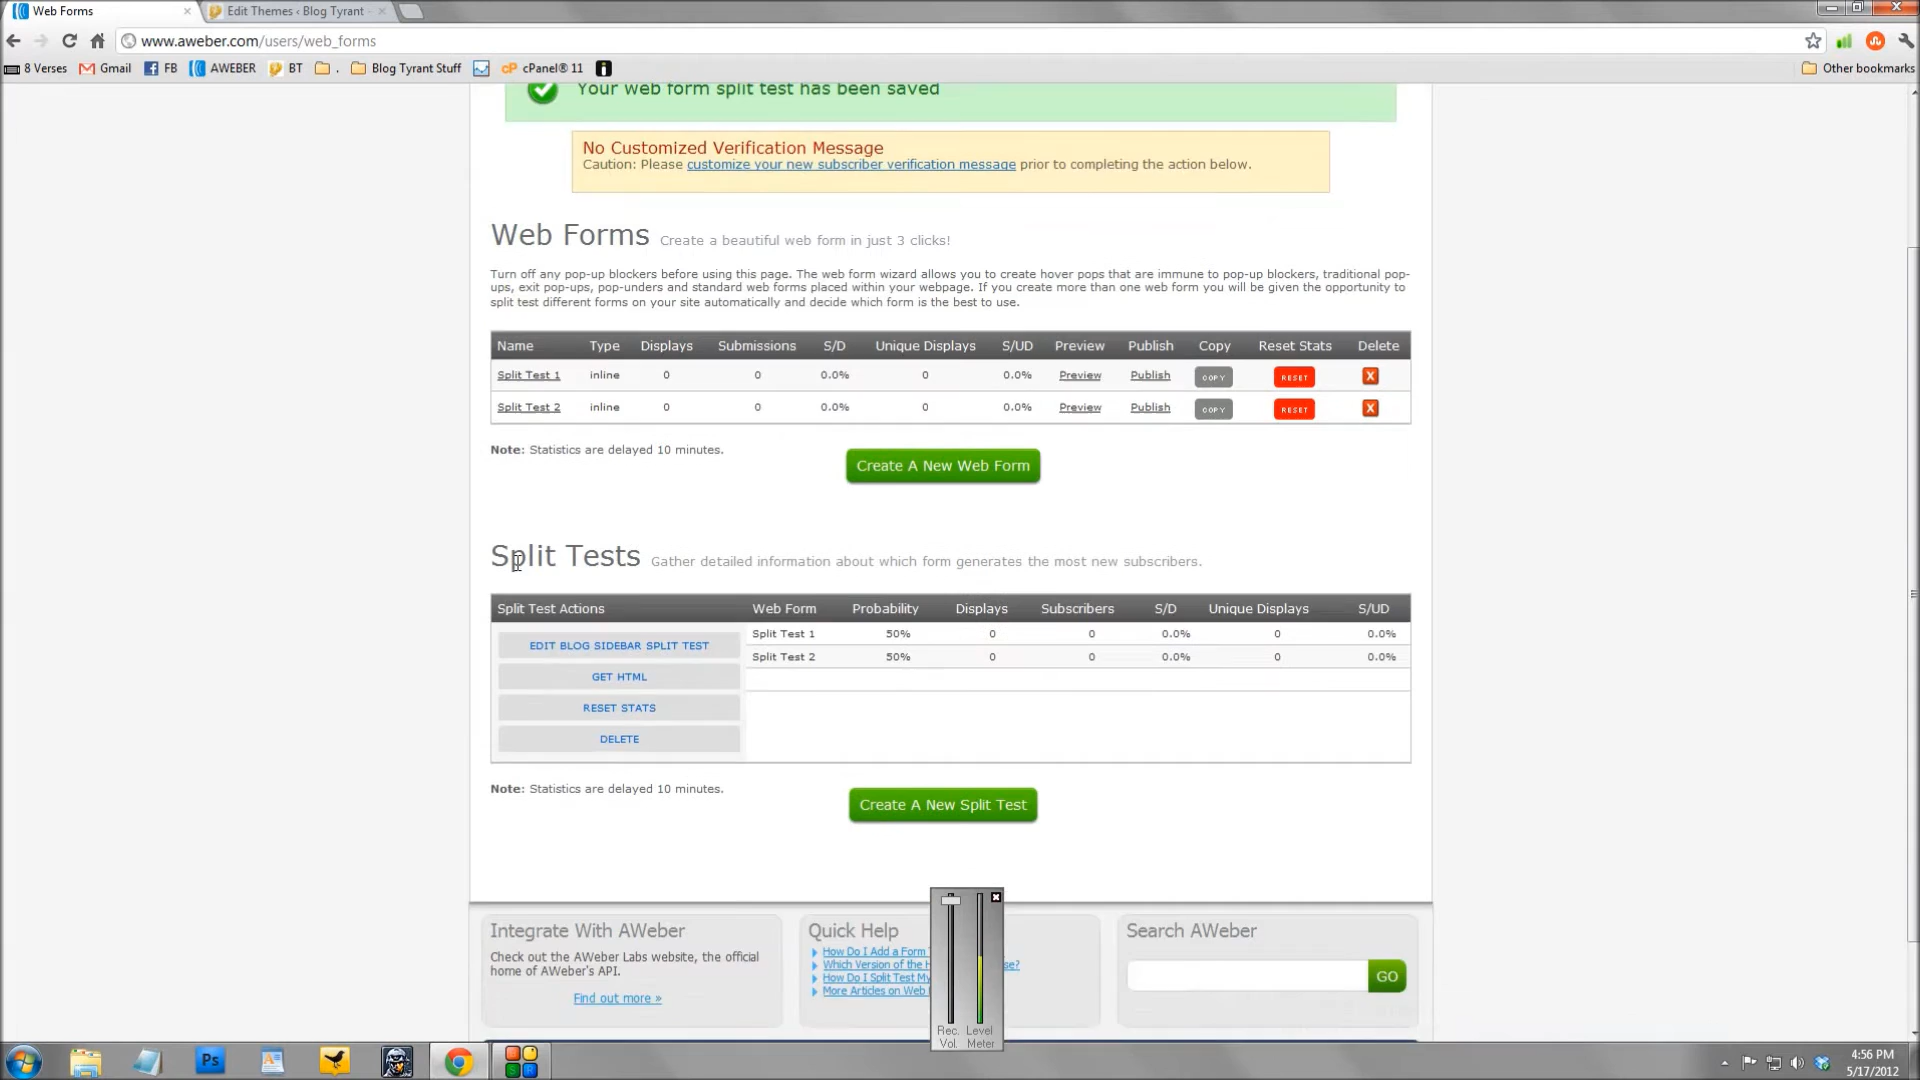 Web Forms
Edit Themes ‹ Blog Tyrant
www.aweber.com/users/web_forms
8 Verses Gmail FB AWEBER BT . Blog Tyrant Stuff cPanel® 11 Other bookmarks
Your web form split test has been saved
No Customized Verification Message
Caution: Please customize your new subscriber verification message prior to completing the action below.
Web Forms Create a beautiful web form in just 3 clicks!
Turn off any pop-up blockers before using this page. The web form wizard allows you to create hover pops that are immune to pop-up blockers, traditional pop-
ups, exit pop-ups, pop-unders and standard web forms placed within your webpage. If you create more than one web form you will be given the opportunity to
split test different forms on your site automatically and decide which form is the best to use.
Name Type Displays Submissions S/D Unique Displays S/UD Preview Publish Copy Reset Stats Delete
Split Test 1 inline 0 0 0.0% 0 0.0% Preview Publish COPY RESET X
Split Test 2 inline 0 0 0.0% 0 0.0% Preview Publish COPY RESET X
Note: Statistics are delayed 10 minutes.
Create A New Web Form
Split Tests Gather detailed information about which form generates the most new subscribers.
Split Test Actions Web Form Probability Displays Subscribers S/D Unique Displays S/UD
Split Test 1 50% 0 0 0.0% 0 0.0%
EDIT BLOG SIDEBAR SPLIT TEST
Split Test 2 50% 0 0 0.0% 0 0.0%
GET HTML
RESET STATS
DELETE
Note: Statistics are delayed 10 minutes.
Create A New Split Test
Integrate With AWeber
Check out the AWeber Labs website, the official
home of AWeber's API.
Find out more »
Quick Help
How Do I Add a Form
Which Version of the H se?
How Do I Split Test My
More Articles on Web
Search AWeber
GO
Rec. Level
Vol. Meter
Ps
4:56 PM
5/17/2012